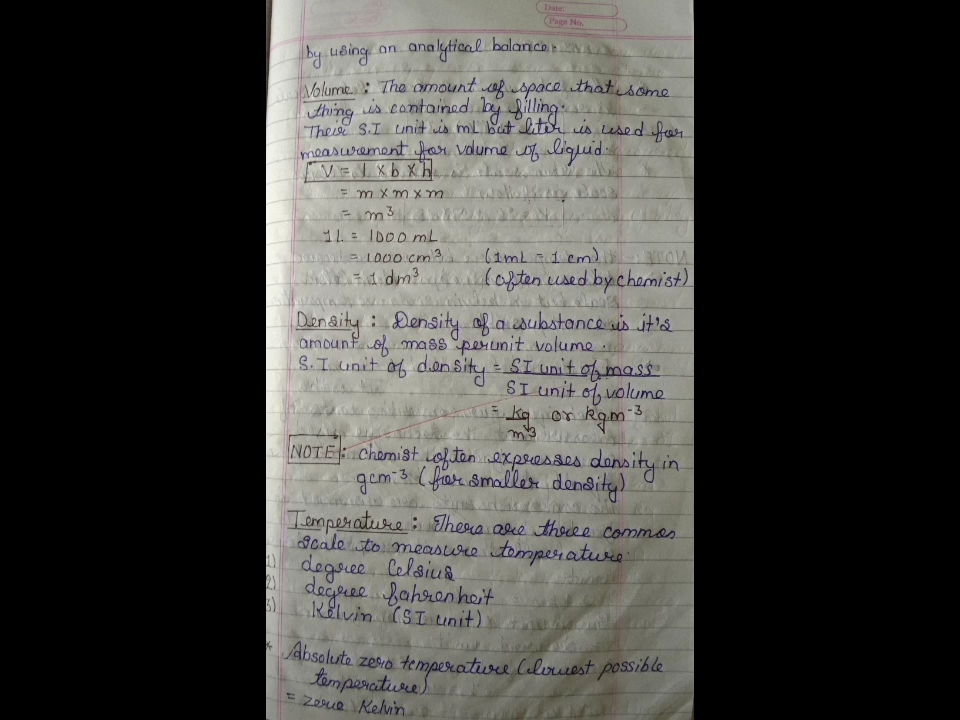 Date:
Page No.
by using an analytical balance.
Volume : The amount of space that some
thing is contained by filling.
Their S.I unit is mL but liter is used for
measurement for volume of liquid.
V = l × b × h
= m × m × m
= m³
1L = 1000 mL
= 1000 cm³ (1mL = 1 cm)
= 1 dm³ (often used by chemist)
Density : Density of a substance is it's
amount of mass perunit volume.
S.I unit of density = SI unit of mass
SI unit of volume
= kg or kgm⁻³
m³
NOTE : chemist often expresses density in
gcm⁻³ (for smaller density)
Temperature : There are three common
scale to measure temperature.
1) degree Celsius
2) degree fahrenheit
3) Kelvin (SI unit)
* Absolute zero temperature (lowest possible
temperature)
= zero Kelvin